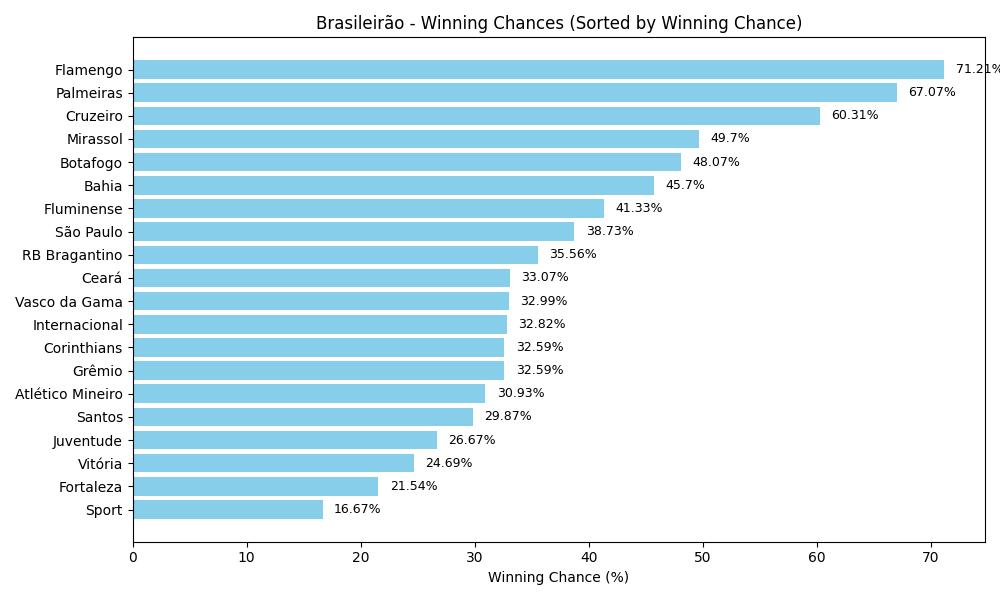 Brasileirão - Winning Chances (Sorted by Winning Chance)
Flamengo 71.21%
Palmeiras 67.07%
Cruzeiro 60.31%
Mirassol 49.7%
Botafogo 48.07%
Bahia 45.7%
Fluminense 41.33%
São Paulo 38.73%
RB Bragantino 35.56%
Ceará 33.07%
Vasco da Gama 32.99%
Internacional 32.82%
Corinthians 32.59%
Grêmio 32.59%
Atlético Mineiro 30.93%
Santos 29.87%
Juventude 26.67%
Vitória 24.69%
Fortaleza 21.54%
Sport 16.67%
0 10 20 30 40 50 60 70
Winning Chance (%)